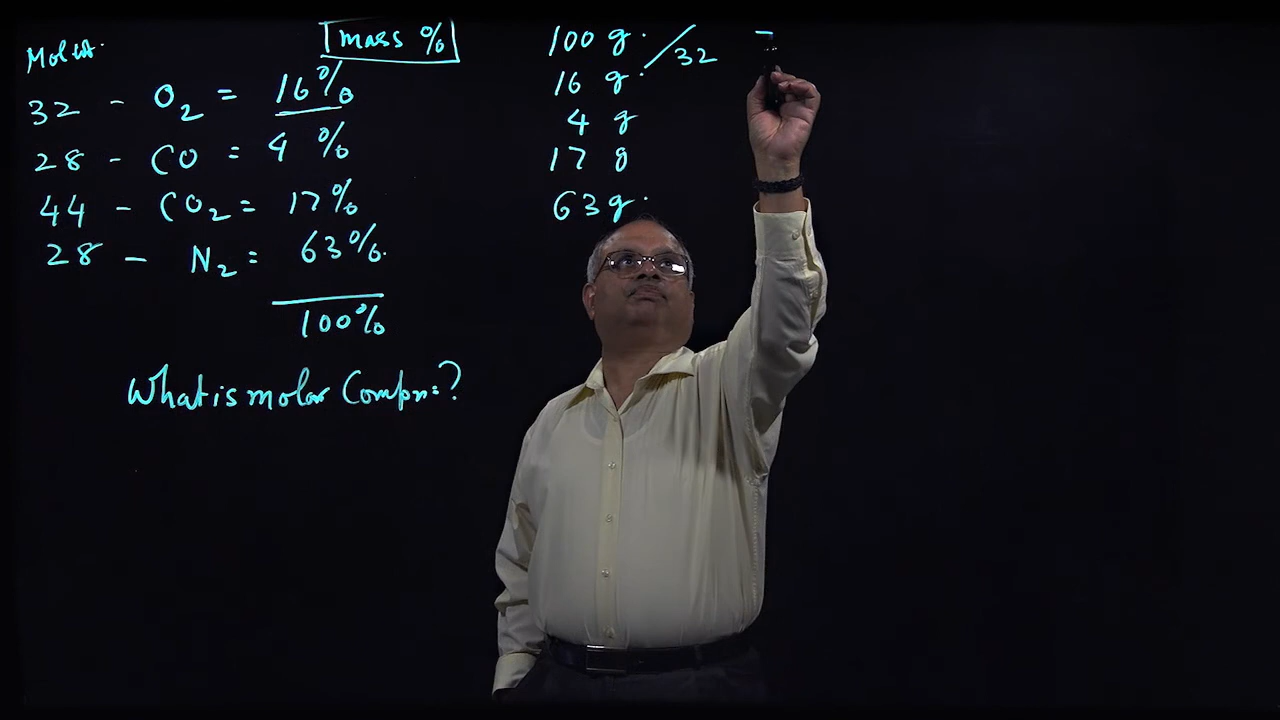 Mol wt.
mass %
32 - O2 = 16%
28 - CO = 4 %
44 - CO2 = 17%
28 - N2 = 63%.
100%
What is molar Compn = ?
100 g.
16 g. / 32 =
4 g
17 g
63 g.